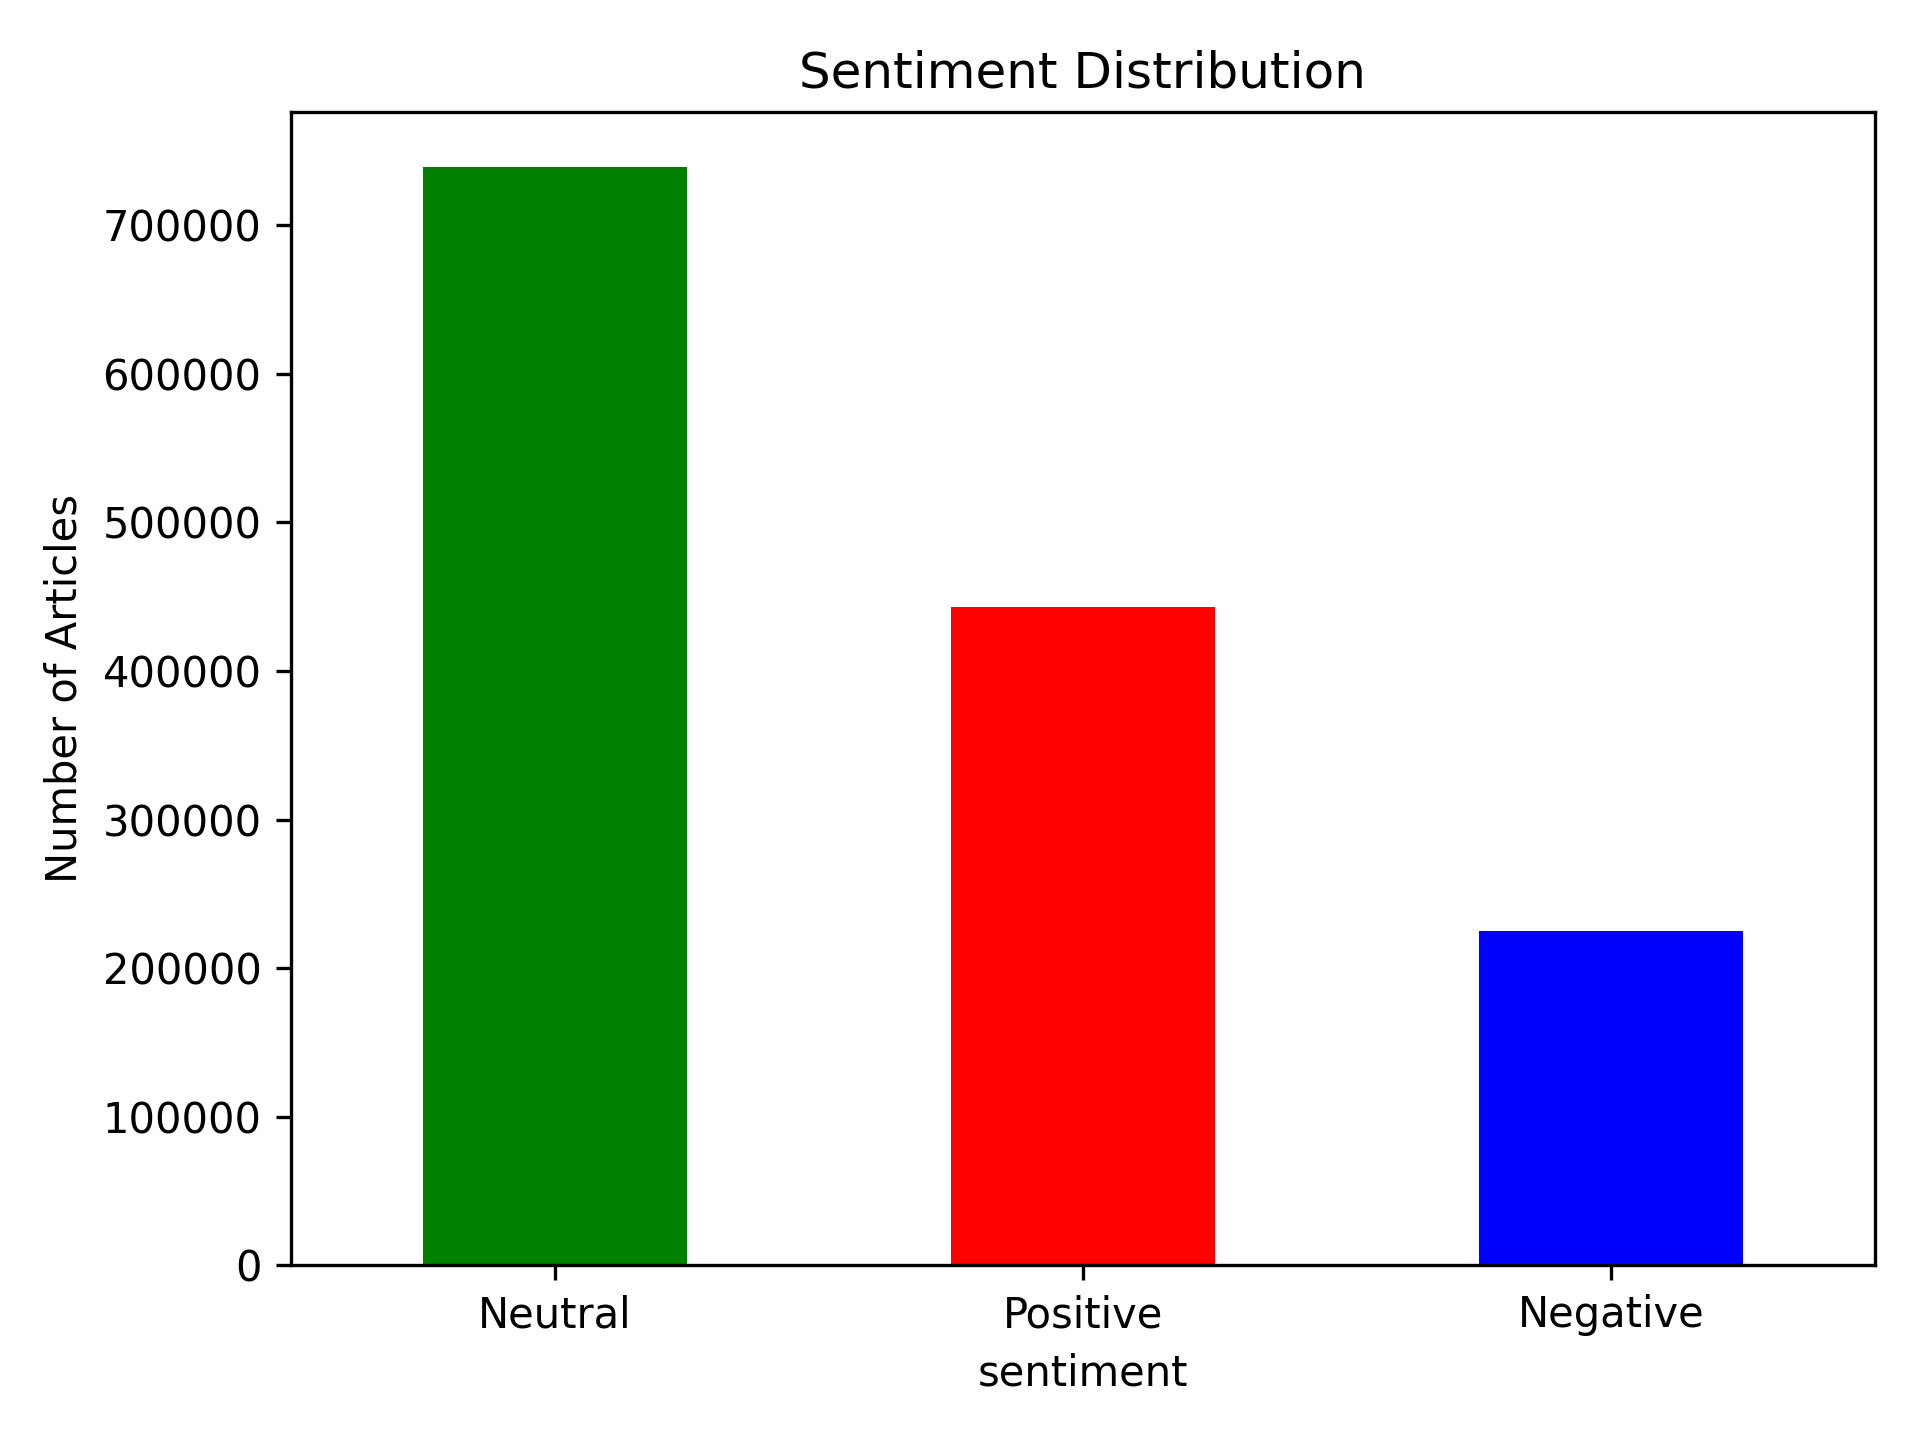 Sentiment Distribution
Number of Articles
700000
600000
500000
400000
300000
200000
100000
0
Neutral
Positive
Negative
sentiment